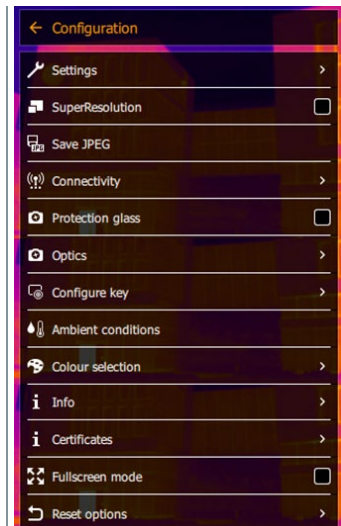 Configuration
Settings
SuperResolution
JPG
Save JPEG
Connectivity
Protection glass
Optics
Configure key
Ambient conditions
Colour selection
Info
Certificates
Fullscreen mode
Reset options